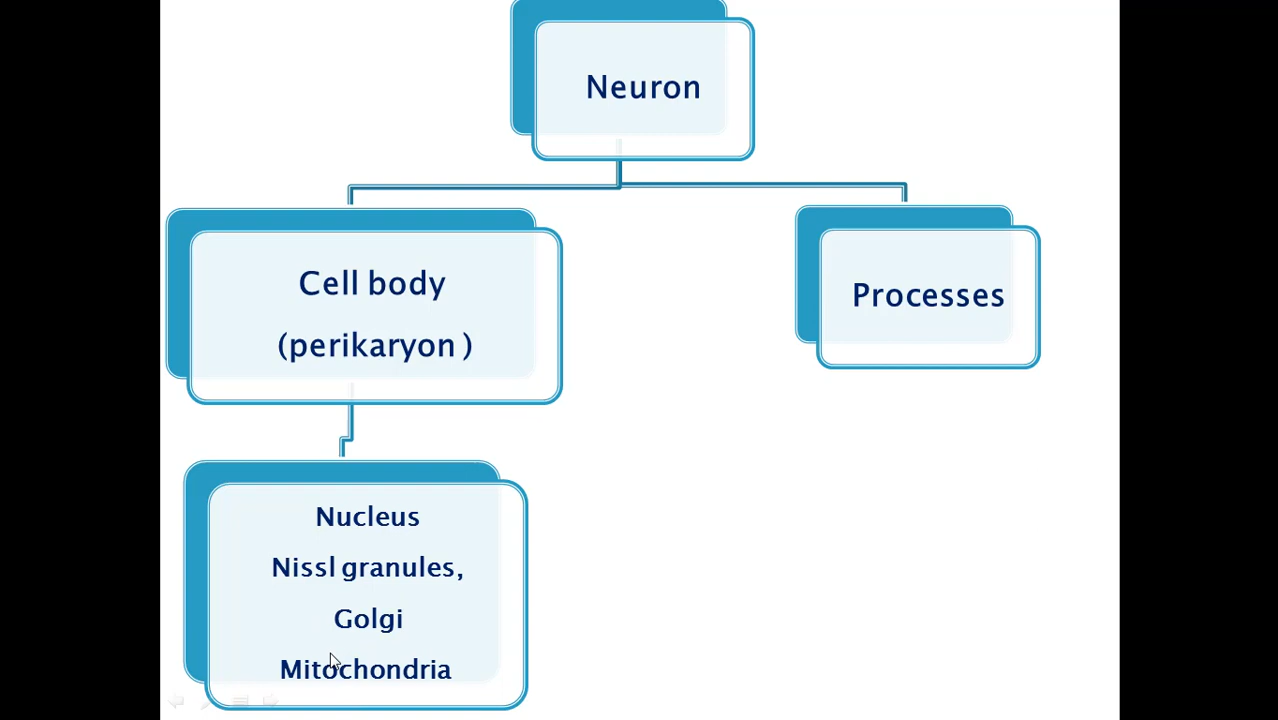 Neuron
Cell body
(perikaryon )
Processes
Nucleus
Nissl granules,
Golgi
Mitochondria